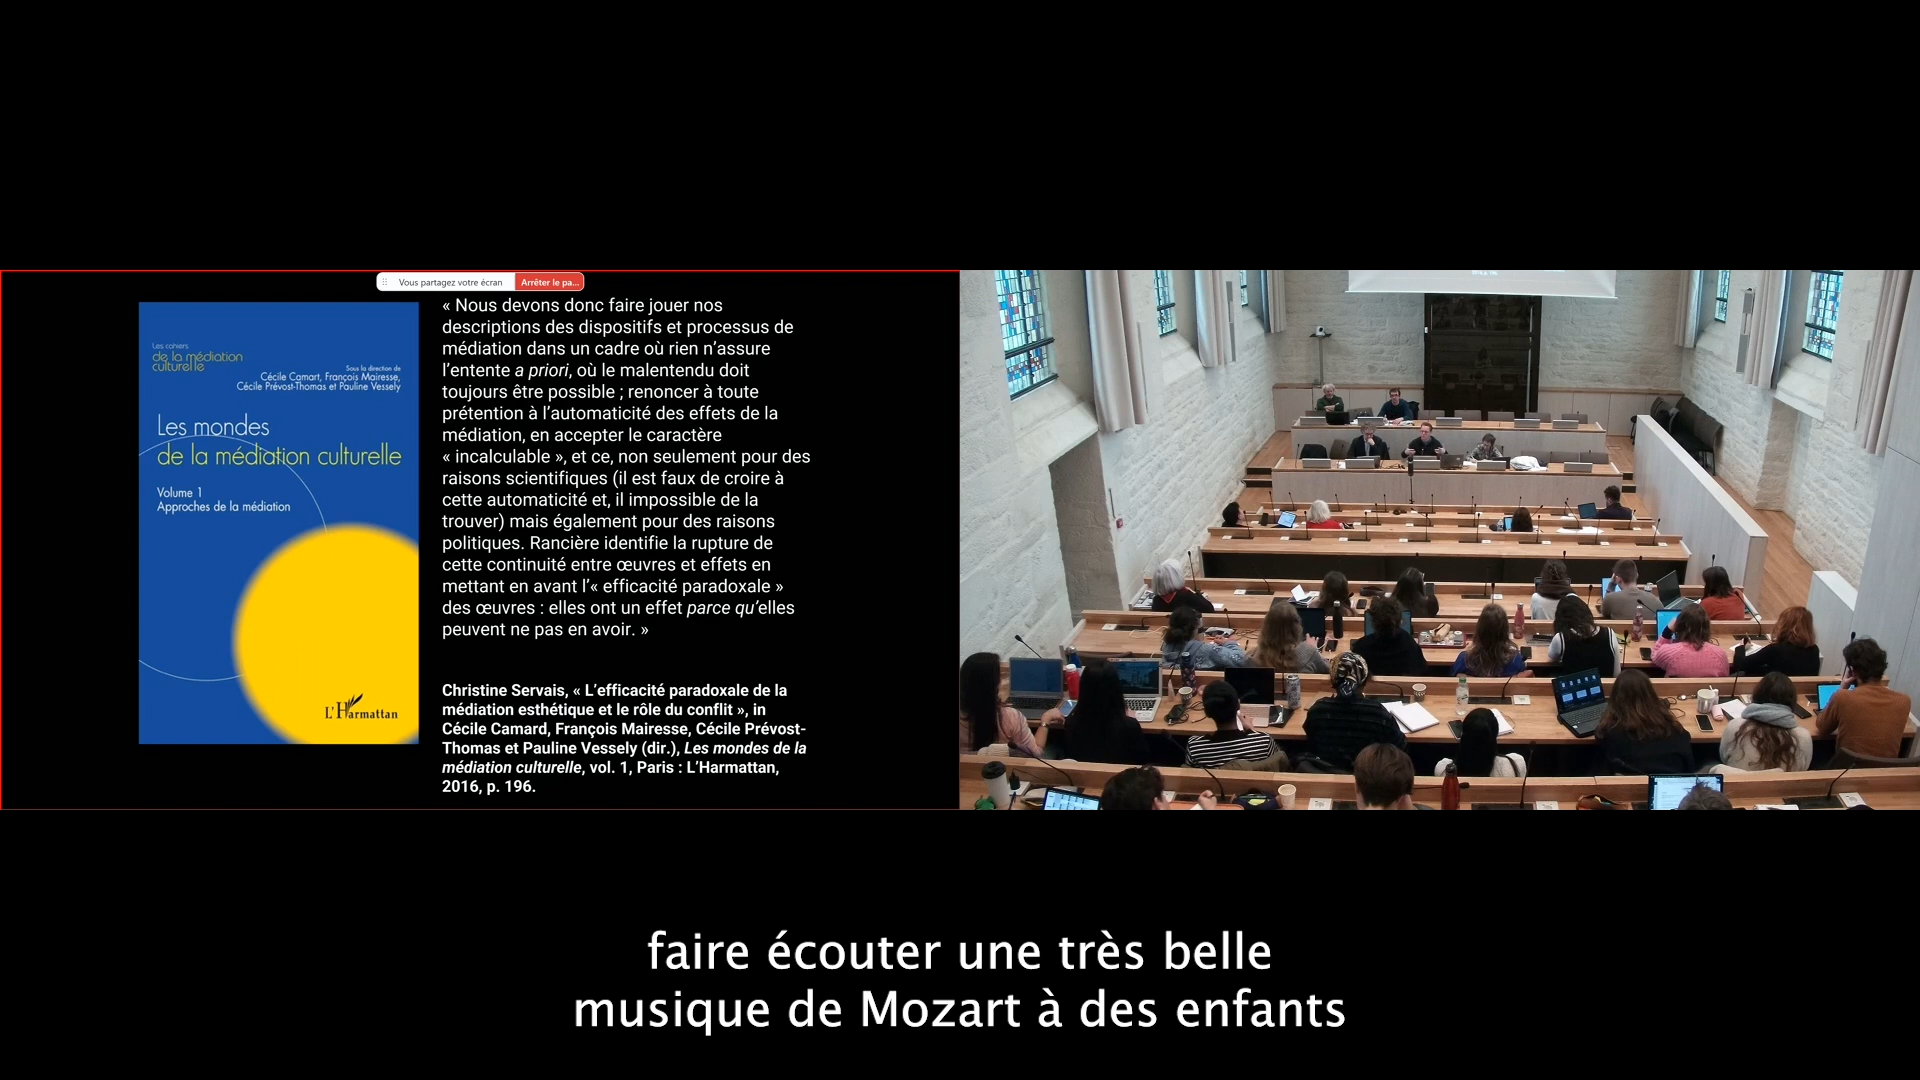 Vous partagez votre écran
Arrêter le pa...
Les cahiers
de la médiation
culturelle
Sous la direction de
Cécile Camart, François Mairesse,
Cécile Prévost-Thomas et Pauline Vessely
Les mondes
de la médiation culturelle
Volume 1
Approches de la médiation
L'Harmattan
« Nous devons donc faire jouer nos
descriptions des dispositifs et processus de
médiation dans un cadre où rien n’assure
l’entente a priori, où le malentendu doit
toujours être possible ; renoncer à toute
prétention à l’automaticité des effets de la
médiation, en accepter le caractère
« incalculable », et ce, non seulement pour des
raisons scientifiques (il est faux de croire à
cette automaticité et, il impossible de la
trouver) mais également pour des raisons
politiques. Rancière identifie la rupture de
cette continuité entre œuvres et effets en
mettant en avant l’« efficacité paradoxale »
des œuvres : elles ont un effet parce qu’elles
peuvent ne pas en avoir. »
Christine Servais, « L’efficacité paradoxale de la
médiation esthétique et le rôle du conflit », in
Cécile Camard, François Mairesse, Cécile Prévost-
Thomas et Pauline Vessely (dir.), Les mondes de la
médiation culturelle, vol. 1, Paris : L’Harmattan,
2016, p. 196.
faire écouter une très belle
musique de Mozart à des enfants